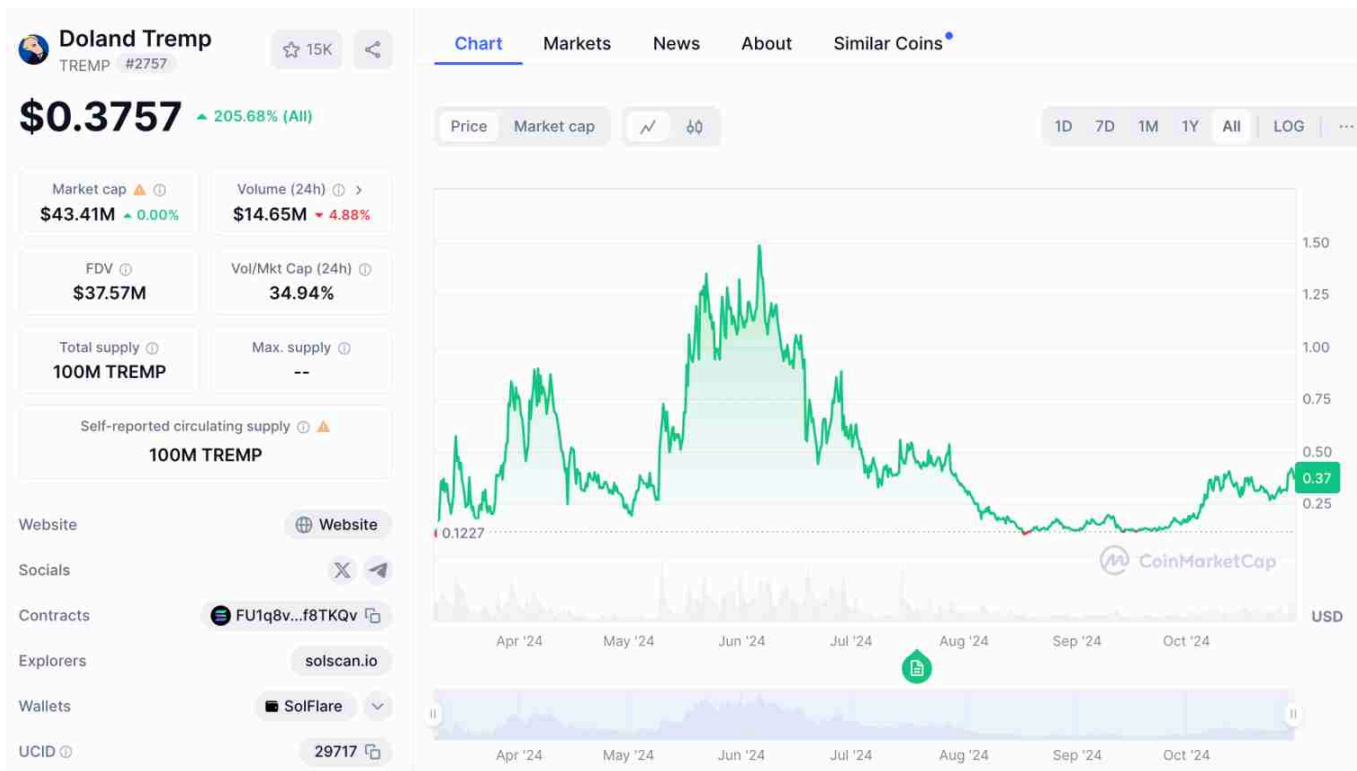 Doland Tremp
TREMP #2757
15K
$0.3757 205.68% (All)
Market cap
$43.41M 0.00%
Volume (24h)
$14.65M 4.88%
FDV
$37.57M
Vol/Mkt Cap (24h)
34.94%
Total supply
100M TREMP
Max. supply
--
Self-reported circulating supply
100M TREMP
Website Website
Socials
Contracts FU1q8v...f8TKQv
Explorers solscan.io
Wallets SolFlare
UCID 29717
Chart Markets News About Similar Coins
Price Market cap 1D 7D 1M 1Y All LOG ...
1.50
1.25
1.00
0.75
0.50
0.37
0.25
0.1227
CoinMarketCap
USD
Apr '24 May '24 Jun '24 Jul '24 Aug '24 Sep '24 Oct '24
Apr '24 May '24 Jun '24 Jul '24 Aug '24 Sep '24 Oct '24